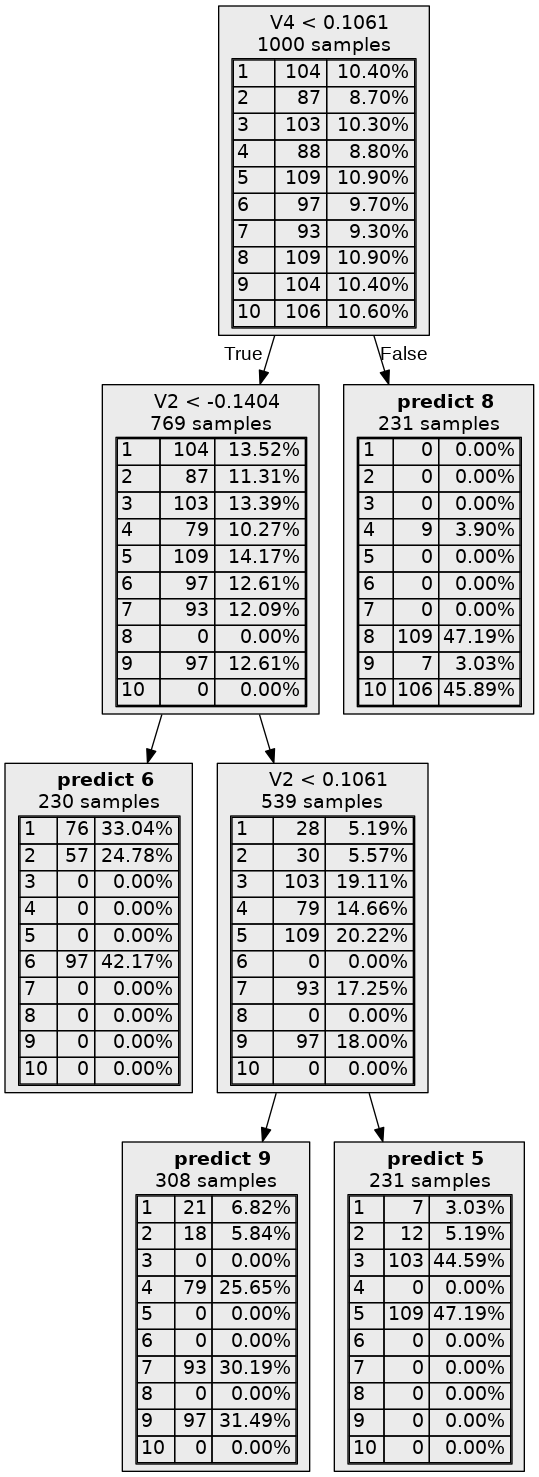 V4 < 0.1061
1000 samples
1 104 10.40%
2 87 8.70%
3 103 10.30%
4 88 8.80%
5 109 10.90%
6 97 9.70%
7 93 9.30%
8 109 10.90%
9 104 10.40%
10 106 10.60%
True
False
V2 < -0.1404
769 samples
1 104 13.52%
2 87 11.31%
3 103 13.39%
4 79 10.27%
5 109 14.17%
6 97 12.61%
7 93 12.09%
8 0 0.00%
9 97 12.61%
10 0 0.00%
predict 8
231 samples
1 0 0.00%
2 0 0.00%
3 0 0.00%
4 9 3.90%
5 0 0.00%
6 0 0.00%
7 0 0.00%
8 109 47.19%
9 7 3.03%
10 106 45.89%
predict 6
230 samples
1 76 33.04%
2 57 24.78%
3 0 0.00%
4 0 0.00%
5 0 0.00%
6 97 42.17%
7 0 0.00%
8 0 0.00%
9 0 0.00%
10 0 0.00%
V2 < 0.1061
539 samples
1 28 5.19%
2 30 5.57%
3 103 19.11%
4 79 14.66%
5 109 20.22%
6 0 0.00%
7 93 17.25%
8 0 0.00%
9 97 18.00%
10 0 0.00%
predict 9
308 samples
1 21 6.82%
2 18 5.84%
3 0 0.00%
4 79 25.65%
5 0 0.00%
6 0 0.00%
7 93 30.19%
8 0 0.00%
9 97 31.49%
10 0 0.00%
predict 5
231 samples
1 7 3.03%
2 12 5.19%
3 103 44.59%
4 0 0.00%
5 109 47.19%
6 0 0.00%
7 0 0.00%
8 0 0.00%
9 0 0.00%
10 0 0.00%